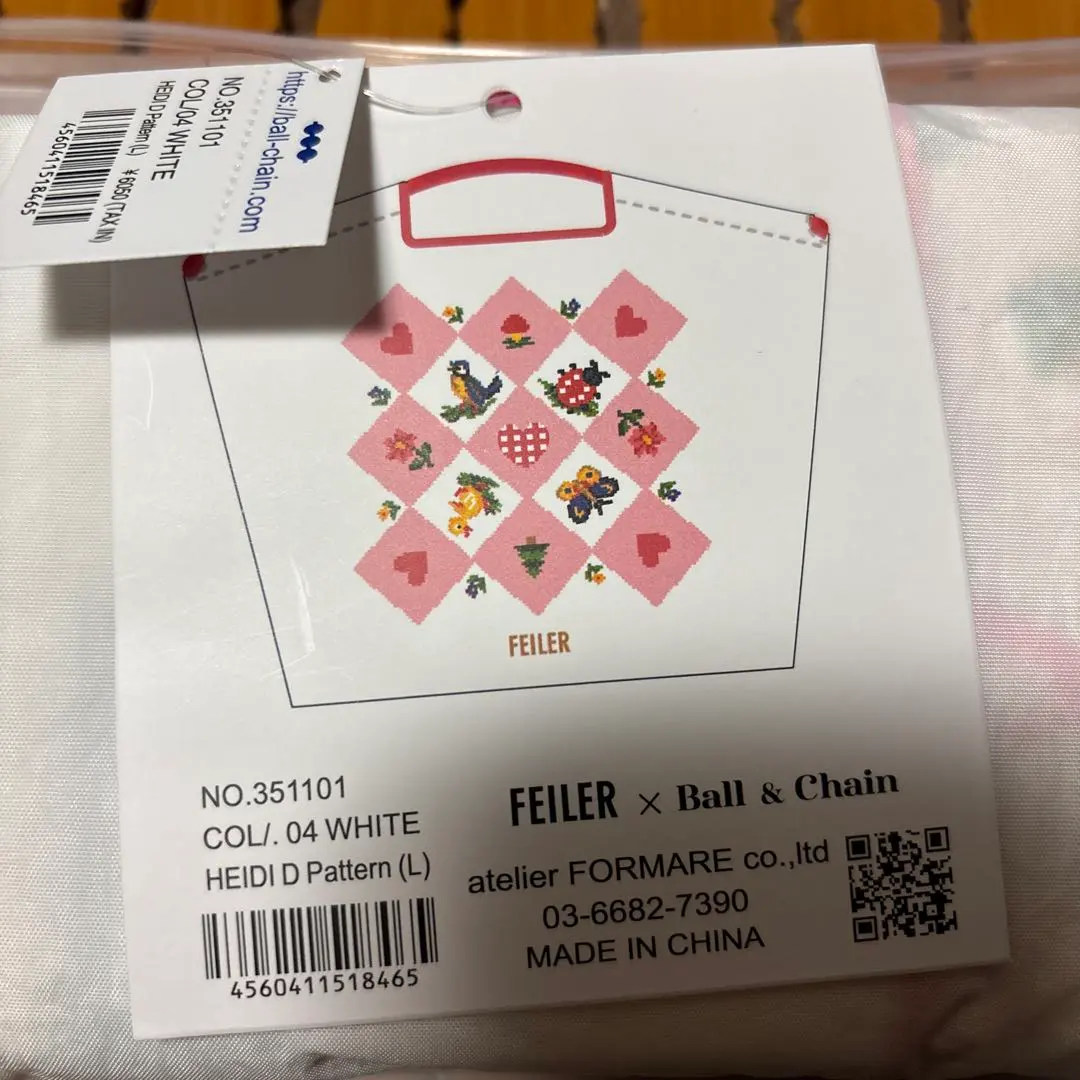 https://ball-chain.com
NO.351101
COL/04 WHITE
HEIDI D Pattern(L)
¥6050(TAX IN)
4560411518465
FEILER
NO.351101
COL/. 04 WHITE
HEIDI D Pattern (L)
4560411518465
FEILER × Ball & Chain
atelier FORMARE co.,ltd
03-6682-7390
MADE IN CHINA